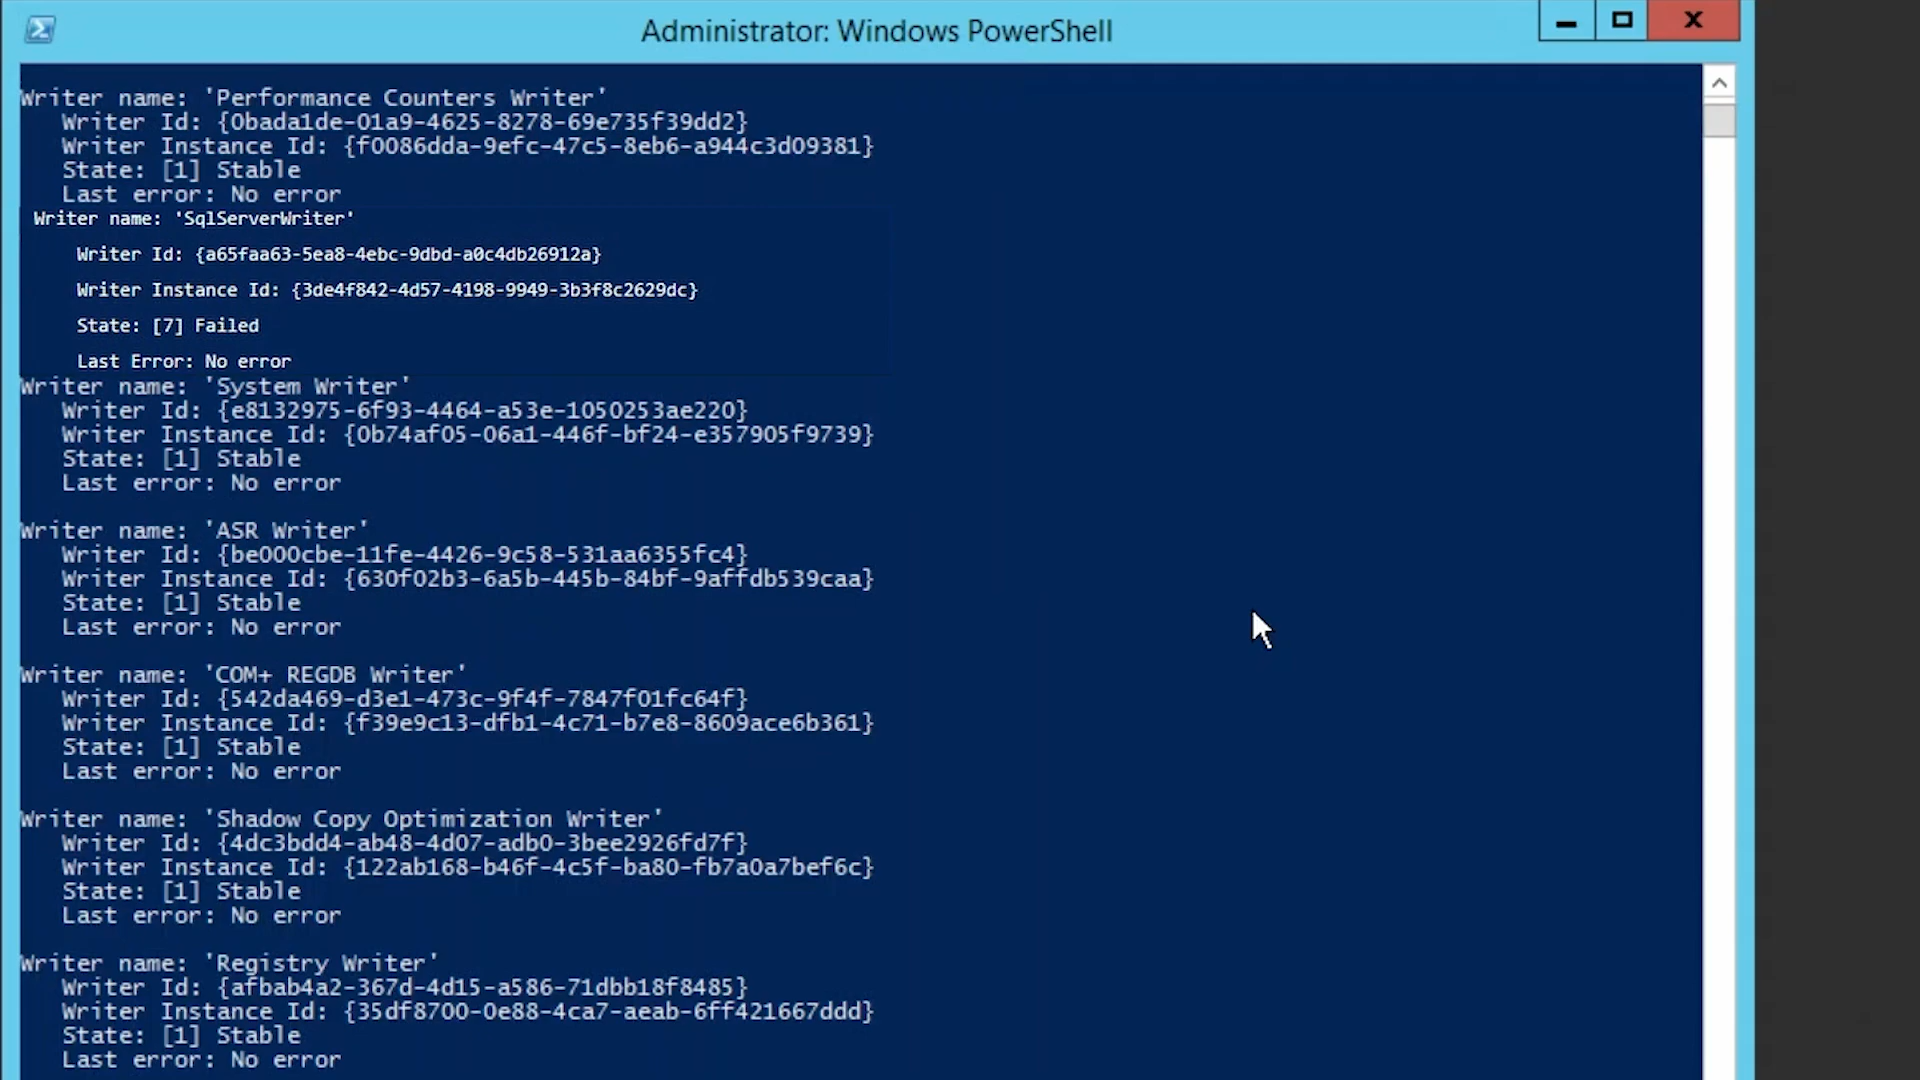 Administrator: Windows PowerShell
Writer name: 'Performance Counters Writer'
Writer Id: {0bada1de-01a9-4625-8278-69e735f39dd2}
Writer Instance Id: {f0086dda-9efc-47c5-8eb6-a944c3d09381}
State: [1] Stable
Last error: No error
Writer name: 'SqlServerWriter'
Writer Id: {a65faa63-5ea8-4ebc-9dbd-a0c4db26912a}
Writer Instance Id: {3de4f842-4d57-4198-9949-3b3f8c2629dc}
State: [7] Failed
Last Error: No error
Writer name: 'System Writer'
Writer Id: {e8132975-6f93-4464-a53e-1050253ae220}
Writer Instance Id: {0b74af05-06a1-446f-bf24-e357905f9739}
State: [1] Stable
Last error: No error
Writer name: 'ASR Writer'
Writer Id: {be000cbe-11fe-4426-9c58-531aa6355fc4}
Writer Instance Id: {630f02b3-6a5b-445b-84bf-9affdb539caa}
State: [1] Stable
Last error: No error
Writer name: 'COM+ REGDB Writer'
Writer Id: {542da469-d3e1-473c-9f4f-7847f01fc64f}
Writer Instance Id: {f39e9c13-dfb1-4c71-b7e8-8609ace6b361}
State: [1] Stable
Last error: No error
Writer name: 'Shadow Copy Optimization Writer'
Writer Id: {4dc3bdd4-ab48-4d07-adb0-3bee2926fd7f}
Writer Instance Id: {122ab168-b46f-4c5f-ba80-fb7a0a7bef6c}
State: [1] Stable
Last error: No error
Writer name: 'Registry Writer'
Writer Id: {afbab4a2-367d-4d15-a586-71dbb18f8485}
Writer Instance Id: {35df8700-0e88-4ca7-aeab-6ff421667ddd}
State: [1] Stable
Last error: No error